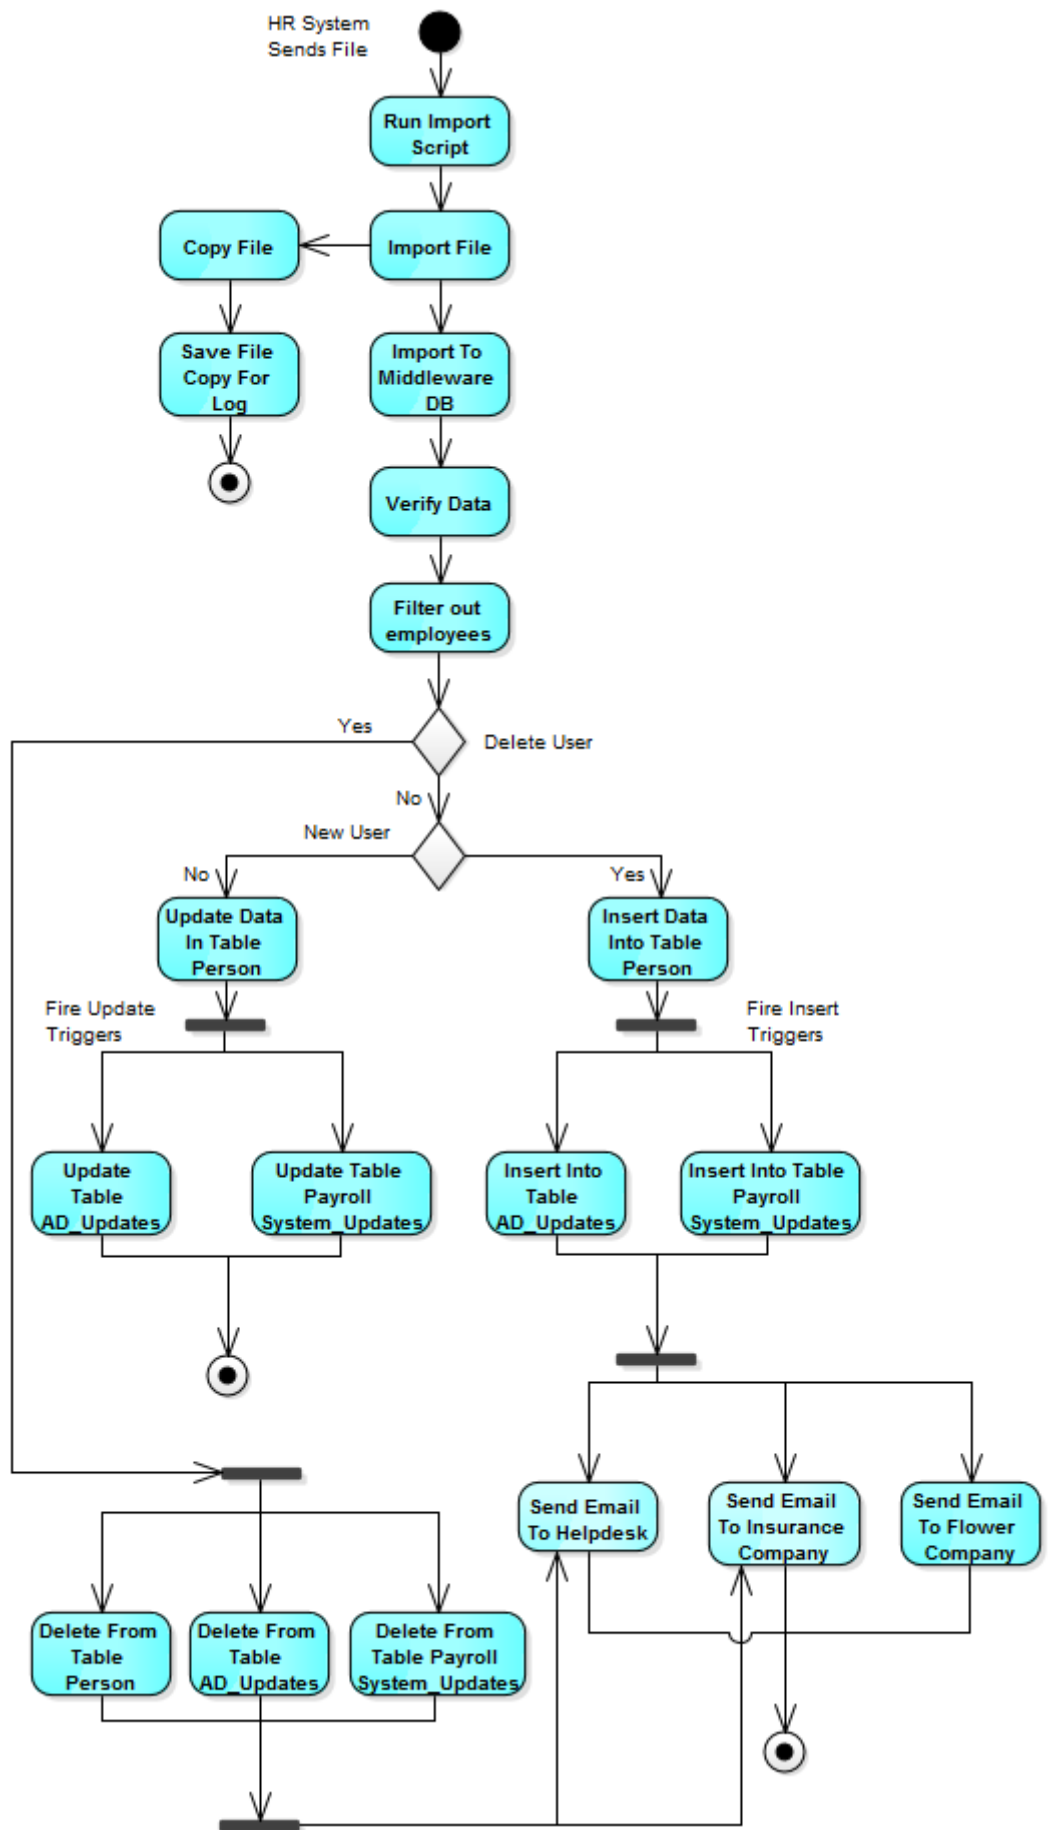 HR System
Sends File
Run Import
Script
Copy File
Import File
Save File
Copy For
Log
Import To
Middleware
DB
Verify Data
Filter out
employees
Yes
Delete User
No
New User
No
Yes
Update Data
In Table
Person
Insert Data
Into Table
Person
Fire Update
Triggers
Fire Insert
Triggers
Update
Table
AD_Updates
Update Table
Payroll
System_Updates
Insert Into
Table
AD_Updates
Insert Into Table
Payroll
System_Updates
Send Email
To Helpdesk
Send Email
To Insurance
Company
Send Email
To Flower
Company
Delete From
Table
Person
Delete From
Table
AD_Updates
Delete From
Table Payroll
System_Updates